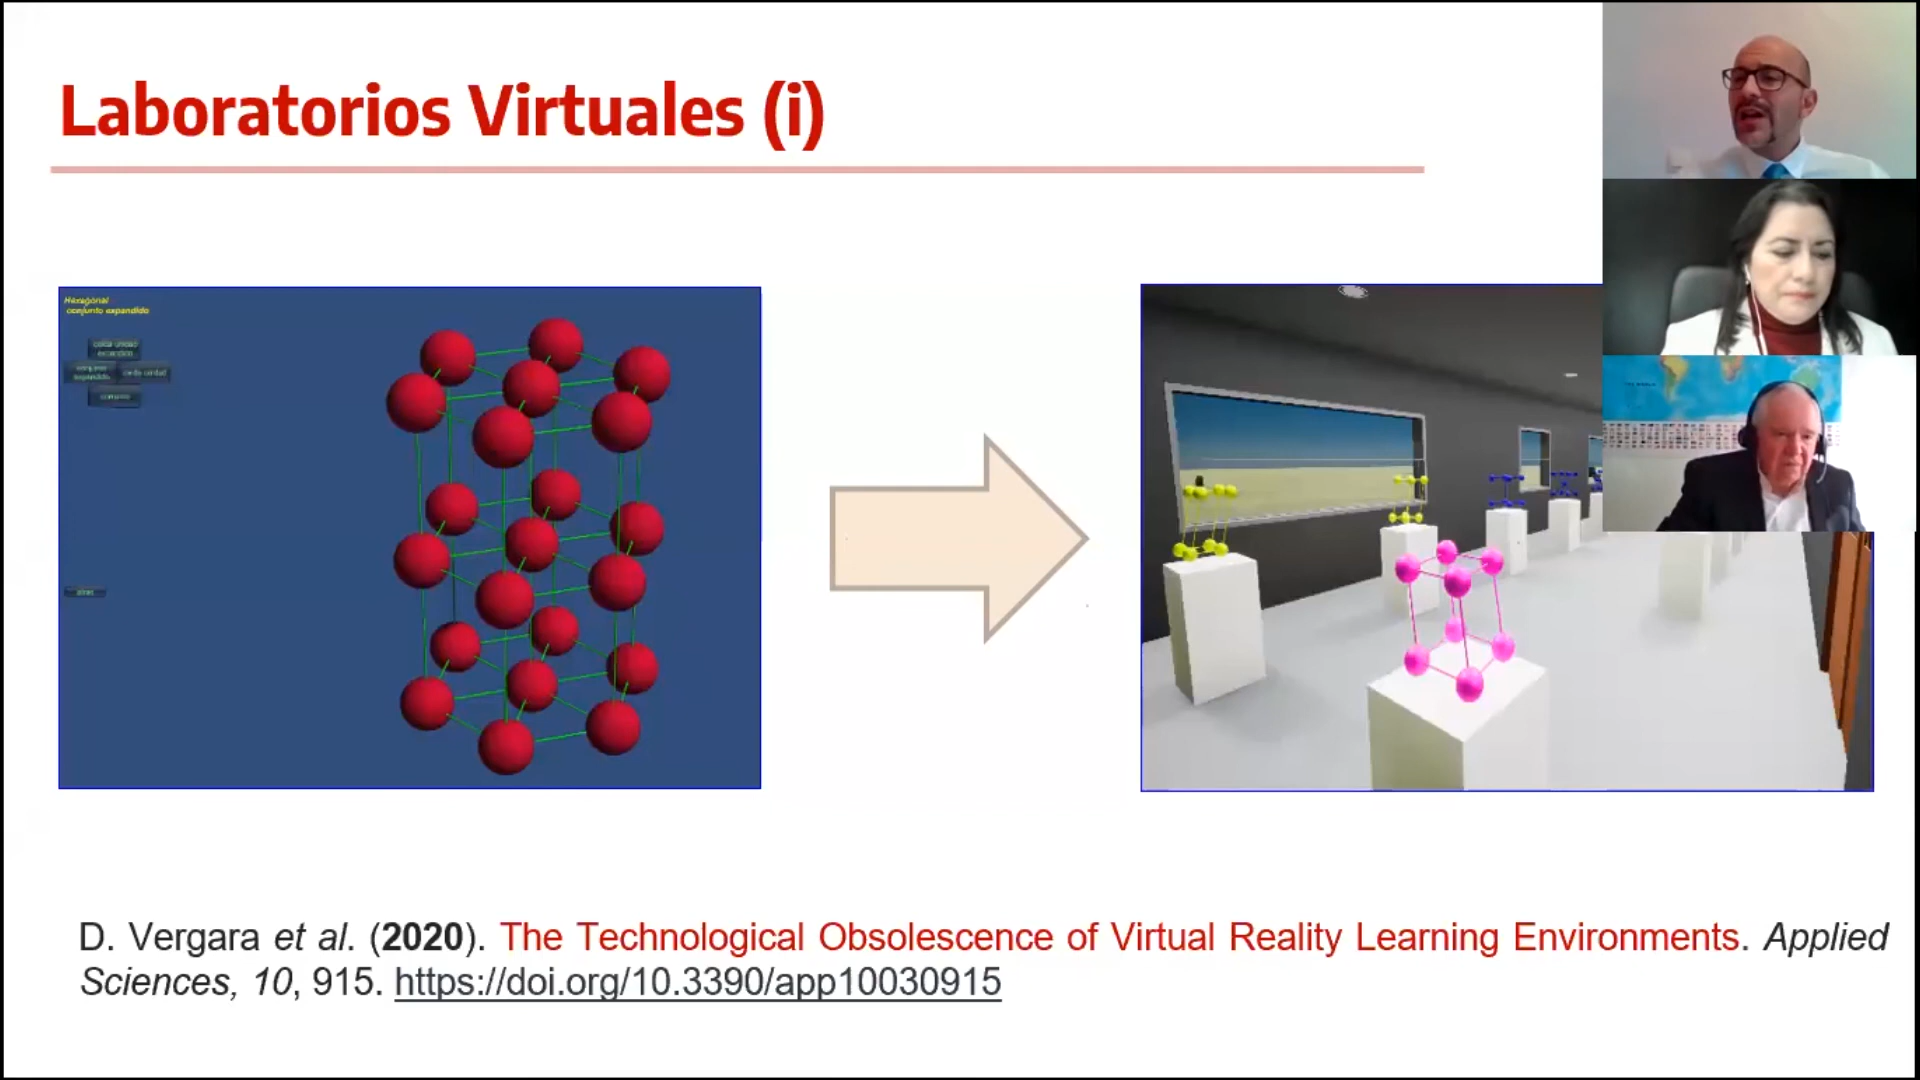 Laboratorios Virtuales (i)
Hexagonal
conjunto expandido
D. Vergara et al. (2020). The Technological Obsolescence of Virtual Reality Learning Environments. Applied
Sciences, 10, 915. https://doi.org/10.3390/app10030915